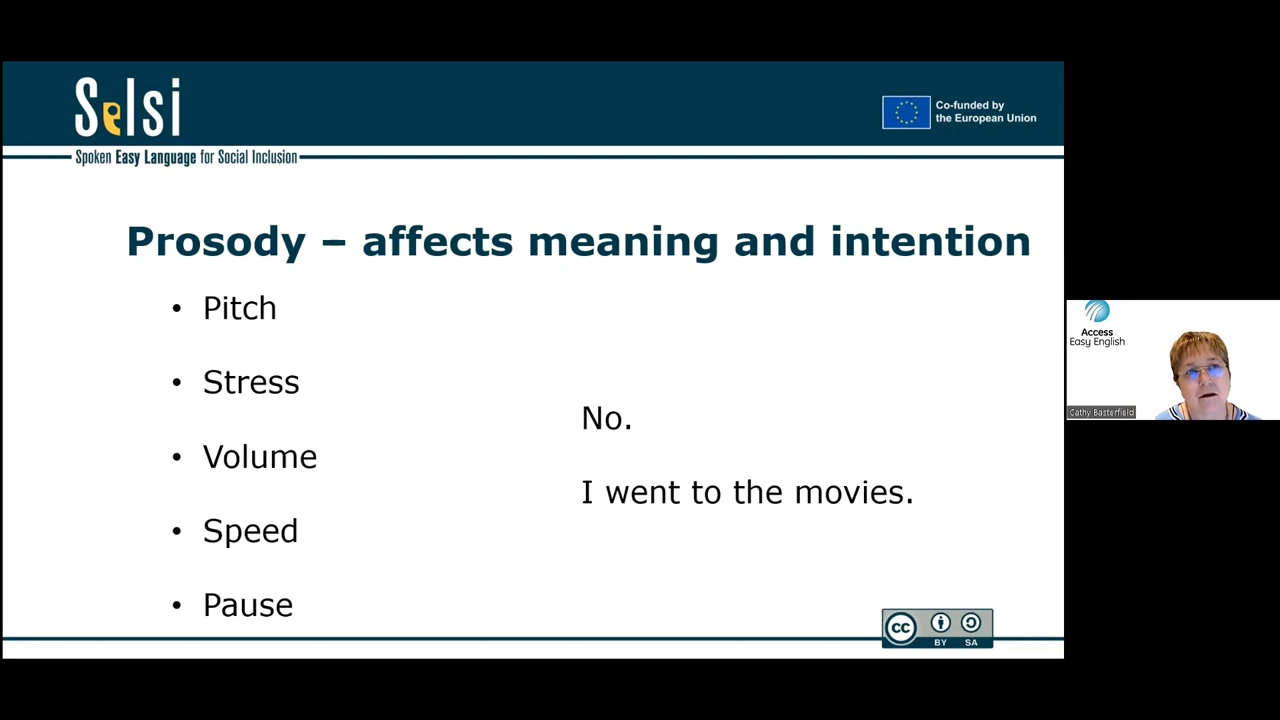 Selsi
Spoken Easy Language for Social Inclusion
Co-funded by
the European Union
Prosody – affects meaning and intention
• Pitch
• Stress
• Volume
• Speed
• Pause
No.
I went to the movies.
CC
BY SA
Access
Easy English
Cathy Basterfield